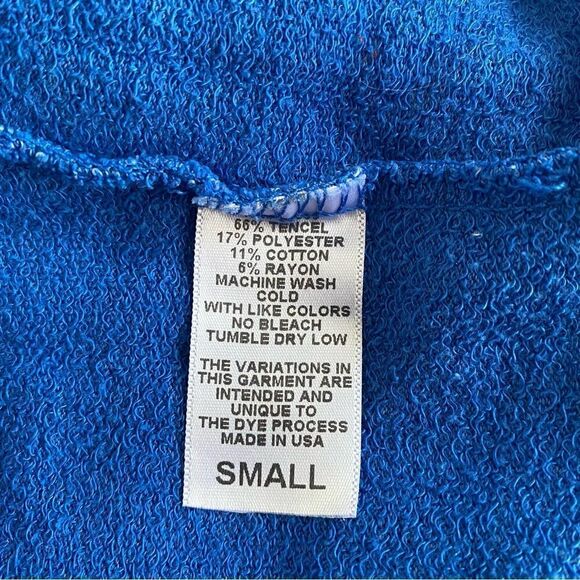 66% TENCEL
17% POLYESTER
11% COTTON
6% RAYON
MACHINE WASH
COLD
WITH LIKE COLORS
NO BLEACH
TUMBLE DRY LOW
THE VARIATIONS IN
THIS GARMENT ARE
INTENDED AND
UNIQUE TO
THE DYE PROCESS
MADE IN USA
SMALL